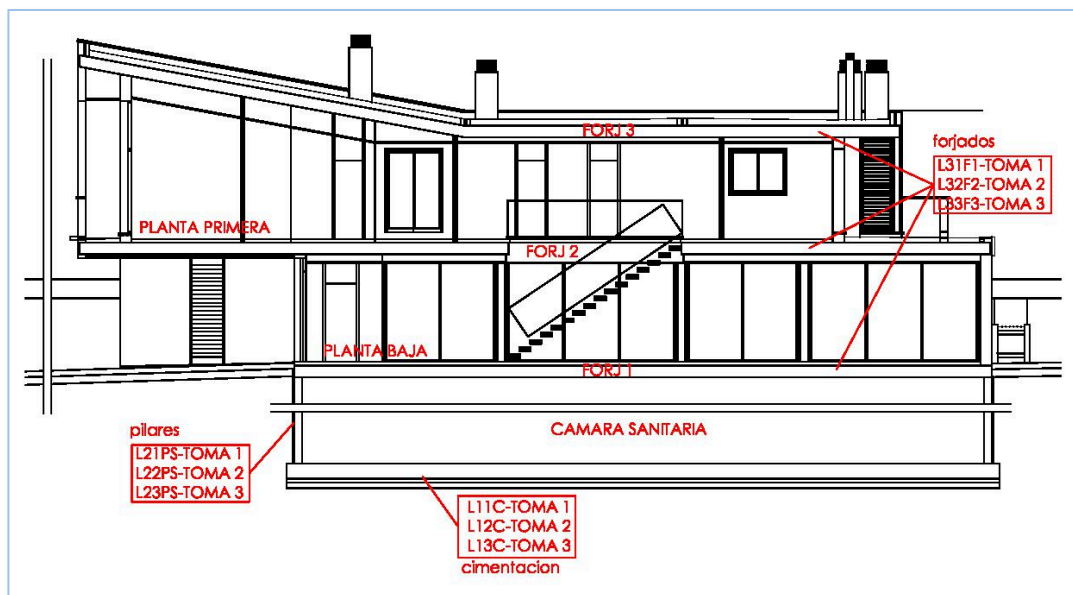 FORJ 3
forjados
L31F1-TOMA 1
L32F2-TOMA 2
L33F3-TOMA 3
PLANTA PRIMERA
FORJ 2
PLANTA BAJA
FORJ 1
CAMARA SANITARIA
pilares
L21PS-TOMA 1
L22PS-TOMA 2
L23PS-TOMA 3
L11C-TOMA 1
L12C-TOMA 2
L13C-TOMA 3
cimentacion